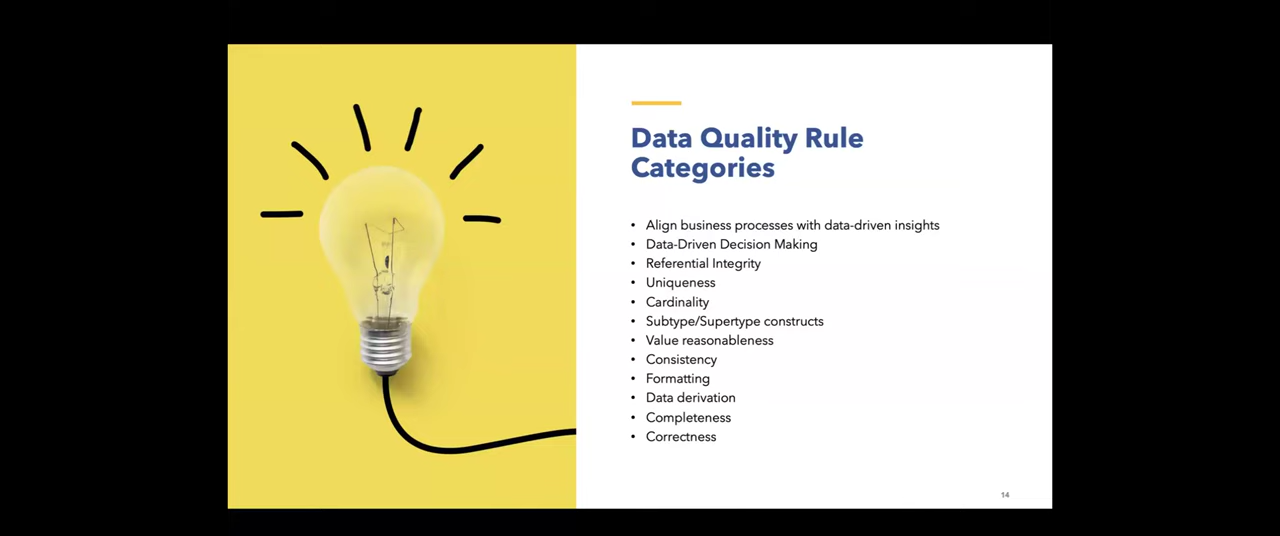 Data Quality Rule
Categories
• Align business processes with data-driven insights
• Data-Driven Decision Making
• Referential Integrity
• Uniqueness
• Cardinality
• Subtype/Supertype constructs
• Value reasonableness
• Consistency
• Formatting
• Data derivation
• Completeness
• Correctness
14